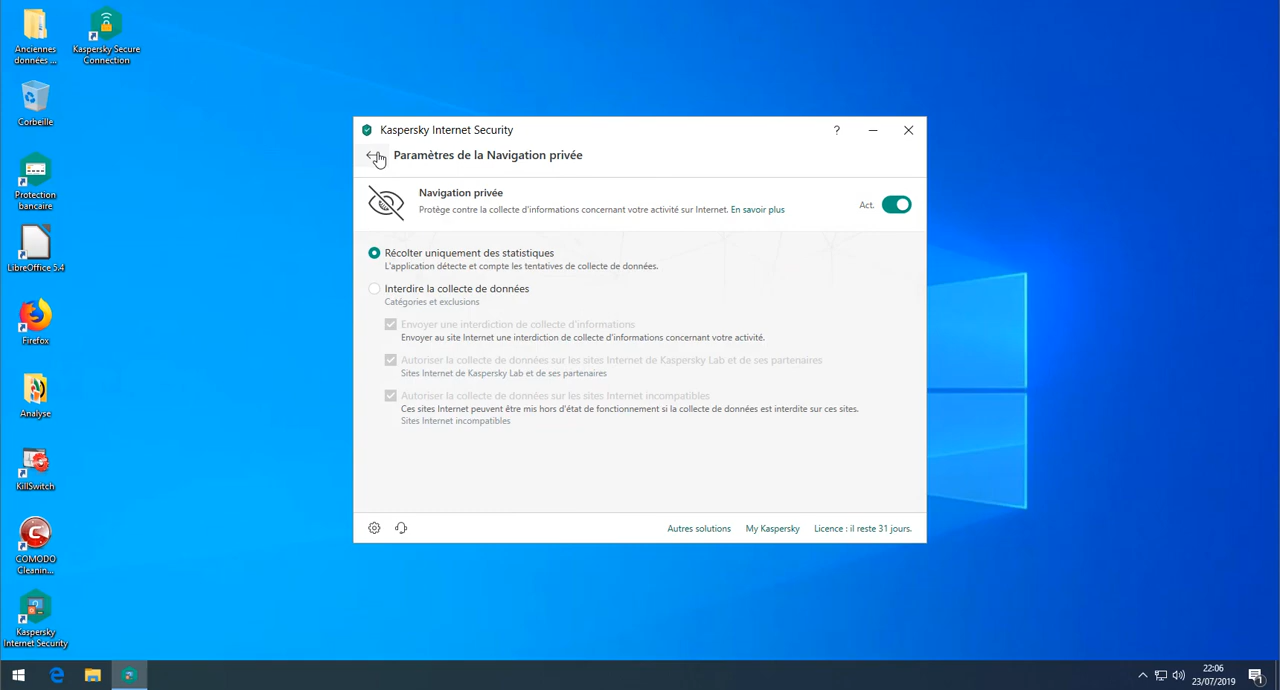 Anciennes
données ...
Kaspersky Secure
Connection
Corbeille
Protection
bancaire
LibreOffice 5.4
Firefox
Analyse
KillSwitch
COMODO
Cleanin...
Kaspersky
Internet Security
Kaspersky Internet Security
?
Paramètres de la Navigation privée
Navigation privée
Protège contre la collecte d'informations concernant votre activité sur Internet. En savoir plus
Act.
Récolter uniquement des statistiques
L'application détecte et compte les tentatives de collecte de données.
Interdire la collecte de données
Catégories et exclusions
Envoyer une interdiction de collecte d'informations
Envoyer au site Internet une interdiction de collecte d'informations concernant votre activité.
Autoriser la collecte de données sur les sites Internet de Kaspersky Lab et de ses partenaires
Sites Internet de Kaspersky Lab et de ses partenaires
Autoriser la collecte de données sur les sites Internet incompatibles
Ces sites Internet peuvent être mis hors d'état de fonctionnement si la collecte de données est interdite sur ces sites.
Sites Internet incompatibles
Autres solutions
My Kaspersky
Licence : il reste 31 jours.
22:06
23/07/2019
1